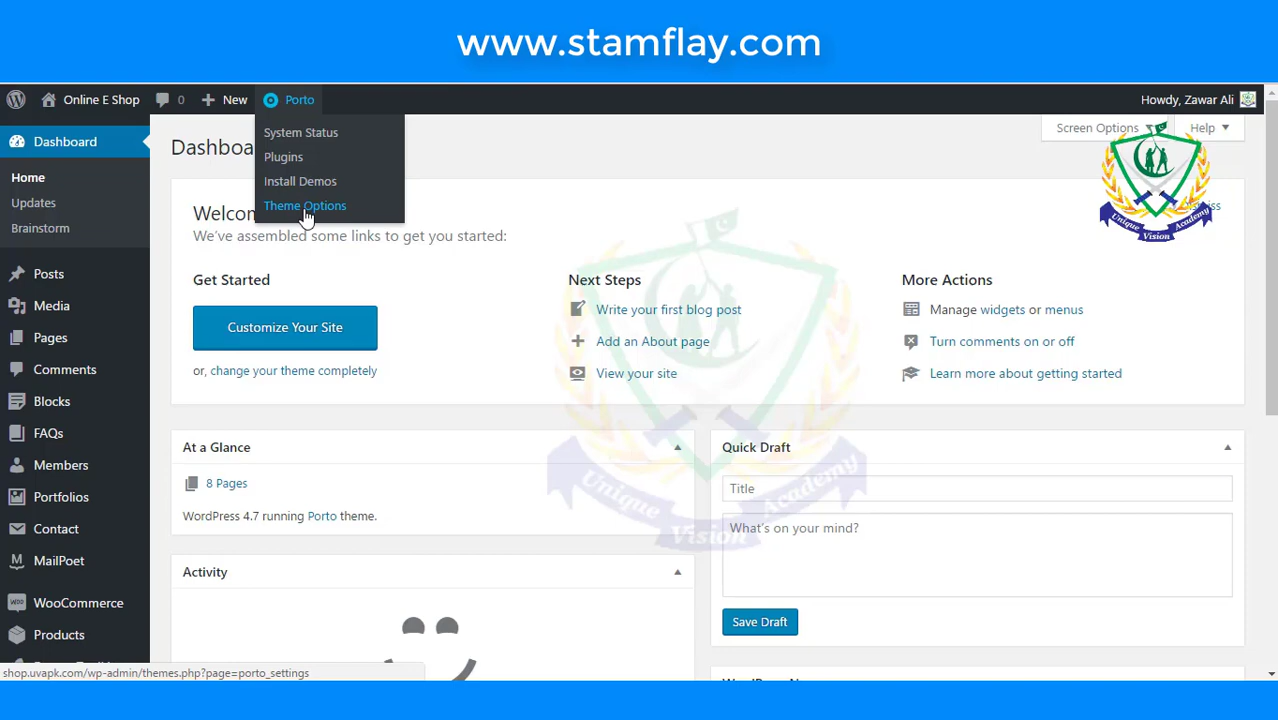 www.stamflay.com
Online E Shop 0 New Porto Howdy, Zawar Ali
System Status
Plugins
Install Demos
Theme Options
Screen Options Help
Dashboard
Home
Updates
Brainstorm
Posts
Media
Pages
Comments
Blocks
FAQs
Members
Portfolios
Contact
MailPoet
WooCommerce
Products
We've assembled some links to get you started:
Get Started
Customize Your Site
or, change your theme completely
Next Steps
Write your first blog post
Add an About page
View your site
More Actions
Manage widgets or menus
Turn comments on or off
Learn more about getting started
At a Glance
8 Pages
WordPress 4.7 running Porto theme.
Activity
Quick Draft
Title
What's on your mind?
Save Draft
Unique Vision Academy
shop.uvapk.com/wp-admin/themes.php?page=porto_settings